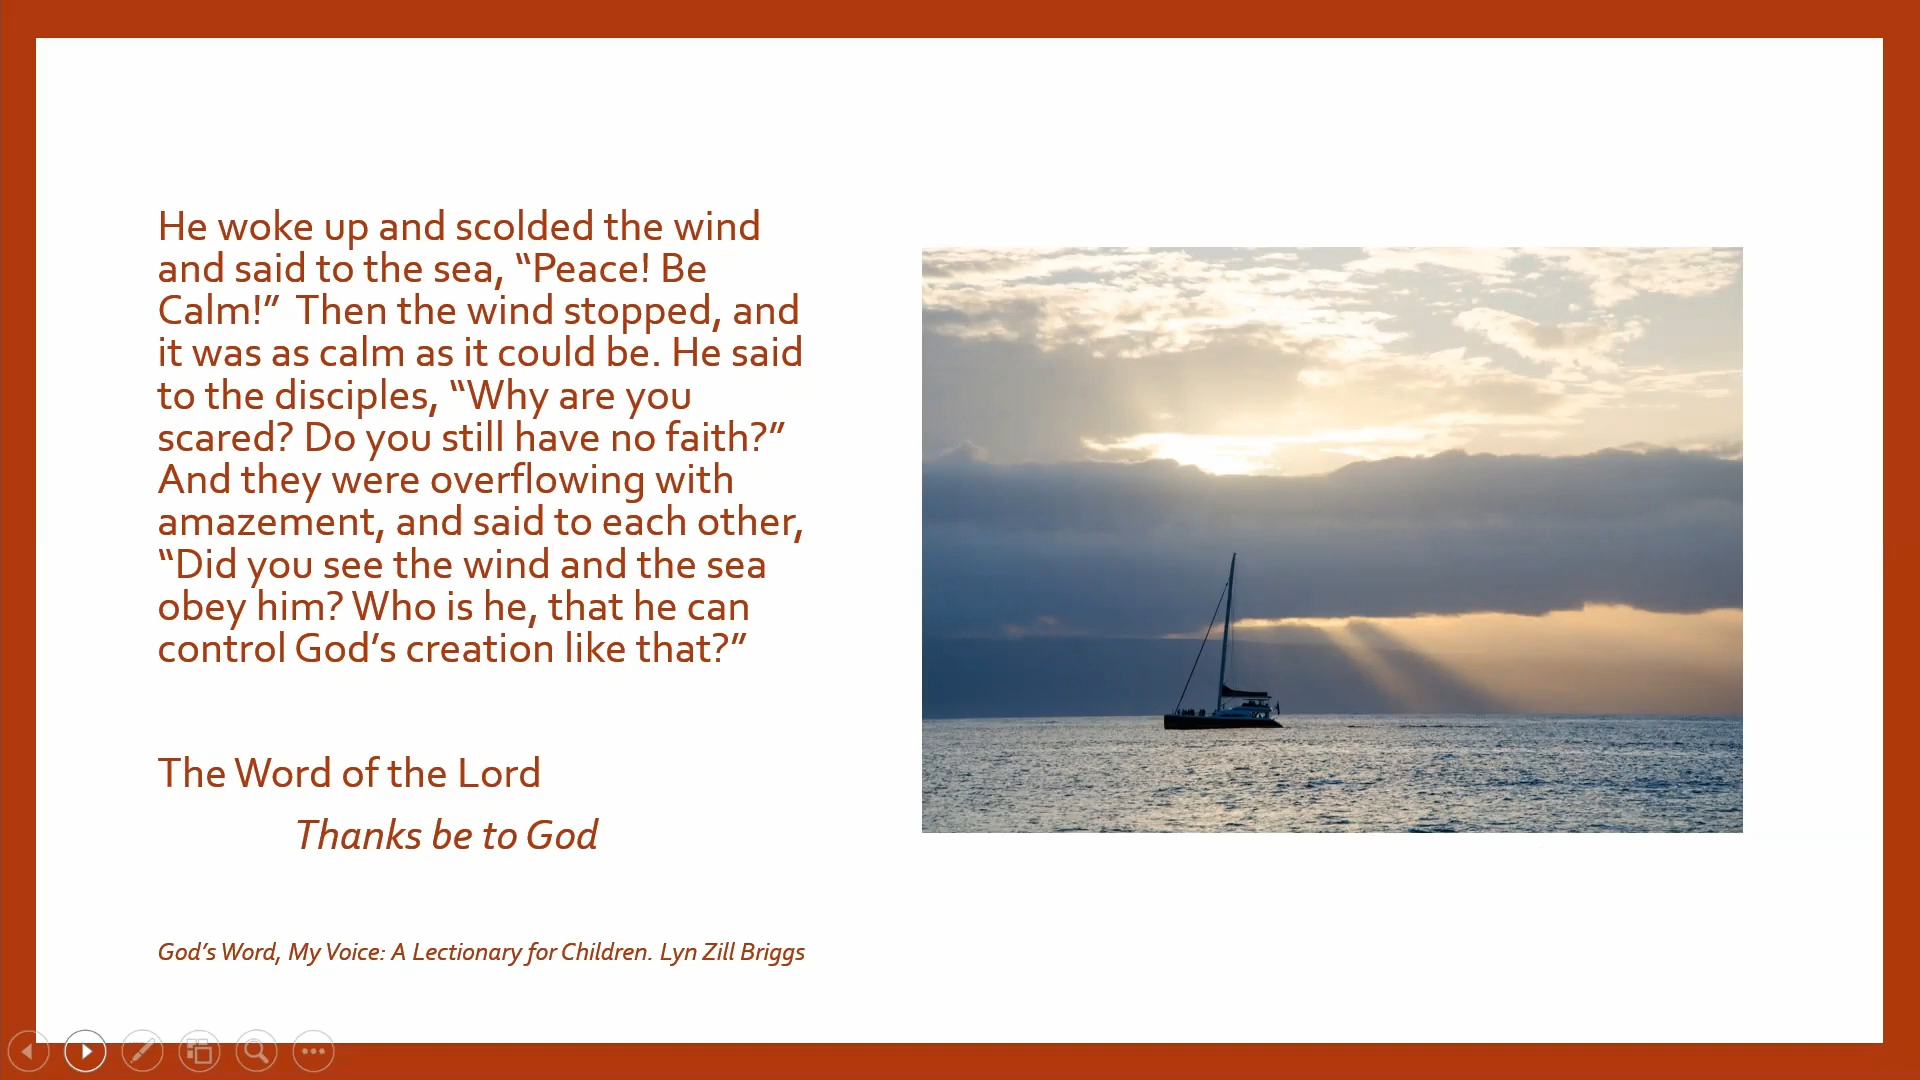 He woke up and scolded the wind
and said to the sea, “Peace! Be
Calm!”  Then the wind stopped, and
it was as calm as it could be. He said
to the disciples, “Why are you
scared? Do you still have no faith?”
And they were overflowing with
amazement, and said to each other,
“Did you see the wind and the sea
obey him? Who is he, that he can
control God’s creation like that?”
The Word of the Lord
Thanks be to God
God’s Word, My Voice: A Lectionary for Children. Lyn Zill Briggs